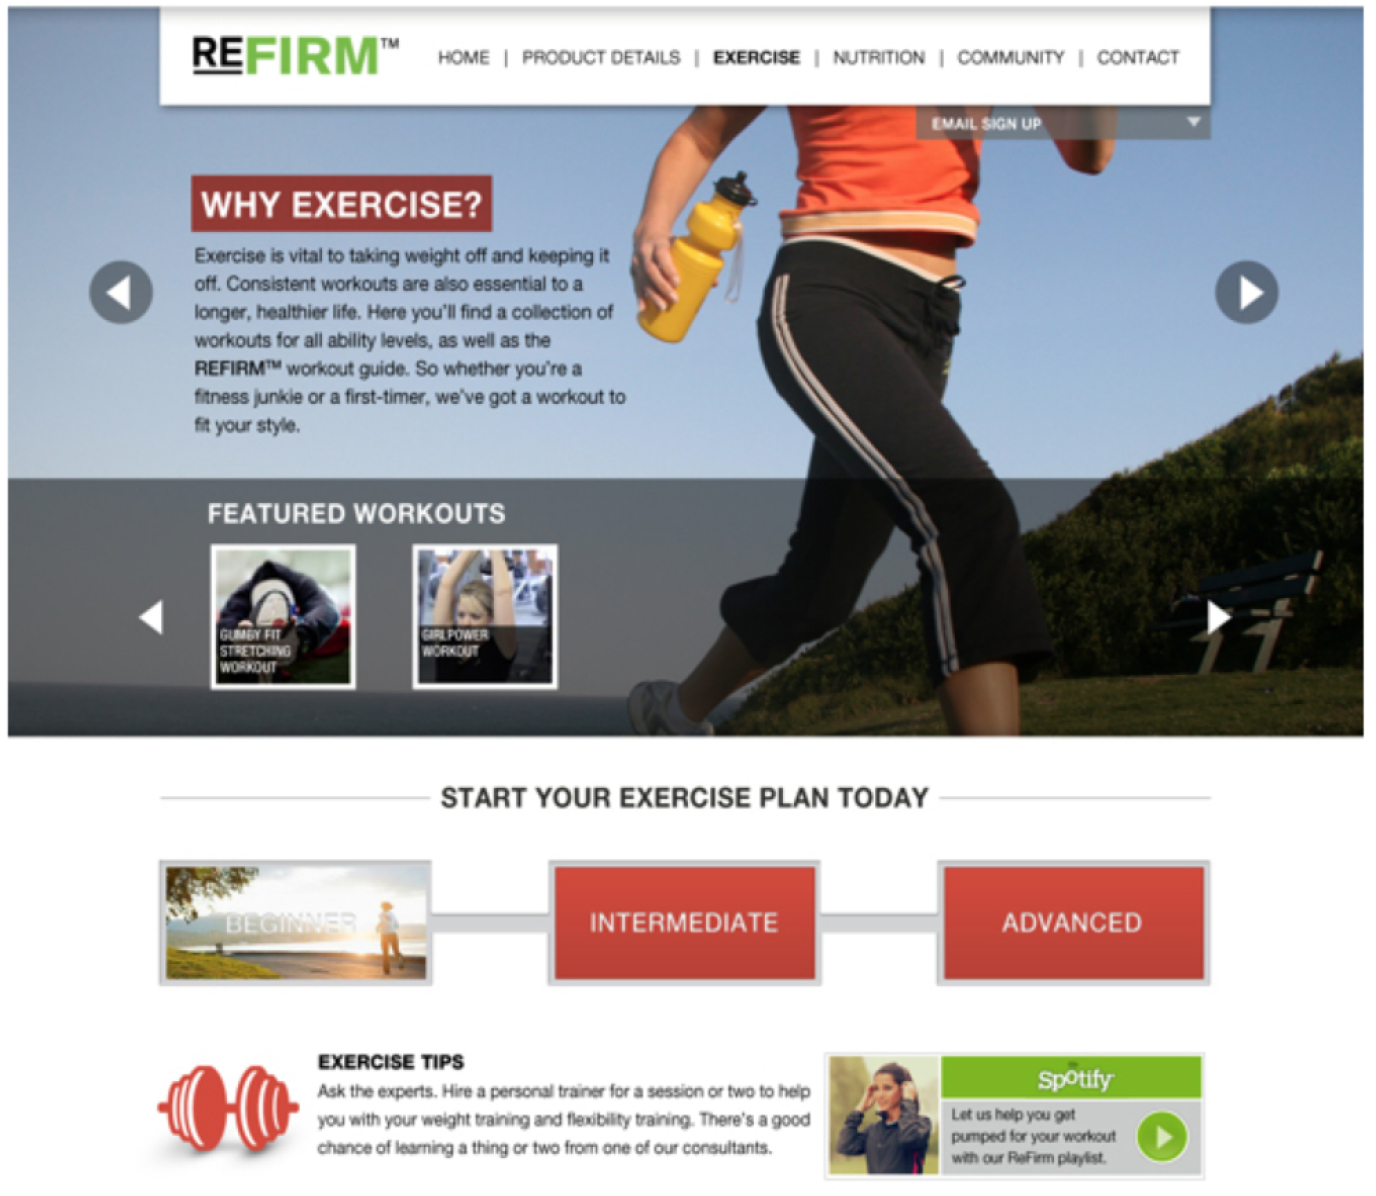 REFIRM™
HOME | PRODUCT DETAILS | EXERCISE | NUTRITION | COMMUNITY | CONTACT
EMAIL SIGN UP
WHY EXERCISE?
Exercise is vital to taking weight off and keeping it
off. Consistent workouts are also essential to a
longer, healthier life. Here you'll find a collection of
workouts for all ability levels, as well as the
REFIRM™ workout guide. So whether you're a
fitness junkie or a first-timer, we've got a workout to
fit your style.
FEATURED WORKOUTS
GUMBY FIT
STRETCHING
WORKOUT
GIRLPOWER
WORKOUT
START YOUR EXERCISE PLAN TODAY
BEGINNER
INTERMEDIATE
ADVANCED
EXERCISE TIPS
Ask the experts. Hire a personal trainer for a session or two to help
you with your weight training and flexibility training. There's a good
chance of learning a thing or two from one of our consultants.
Spotify
Let us help you get
pumped for your workout
with our ReFirm playlist.